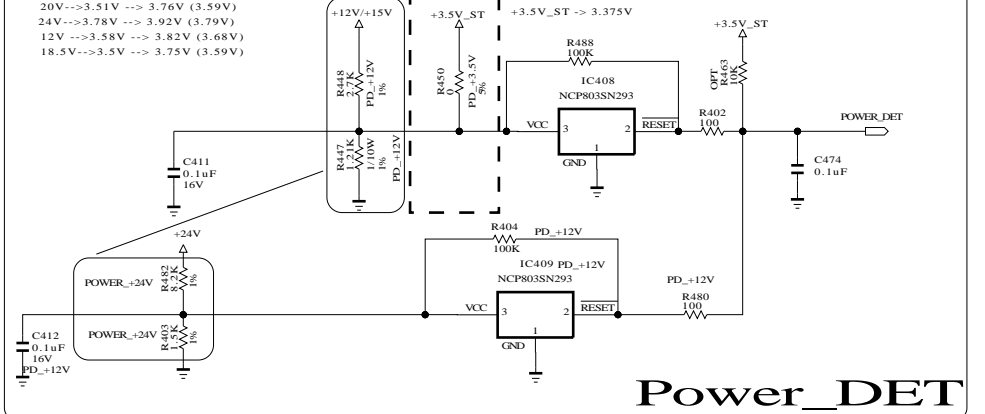 20V-->3.51V --> 3.76V (3.59V)
24V-->3.78V --> 3.92V (3.79V)
12V -->3.58V --> 3.82V (3.68V)
18.5V-->3.5V --> 3.75V (3.59V)
+12V/+15V
+3.5V_ST
+3.5V_ST -> 3.375V
+3.5V_ST
R448
2.7K
PD_+12V
1%
R450
0
PD_+3.5V
5%
R488
100K
IC408
NCP803SN293
OPT
R463
10K
VCC
3
2
RESET
1
GND
R402
100
POWER_DET
R447
1.21K
1/10W
1%
PD_+12V
C411
0.1uF
16V
C474
0.1uF
+24V
POWER_+24V
R482
8.2K
1%
POWER_+24V
R403
1.5K
1%
C412
0.1uF
16V
PD_+12V
R404
100K
PD_+12V
IC409
PD_+12V
NCP803SN293
VCC
3
2
RESET
1
GND
PD_+12V
R480
100
Power_DET